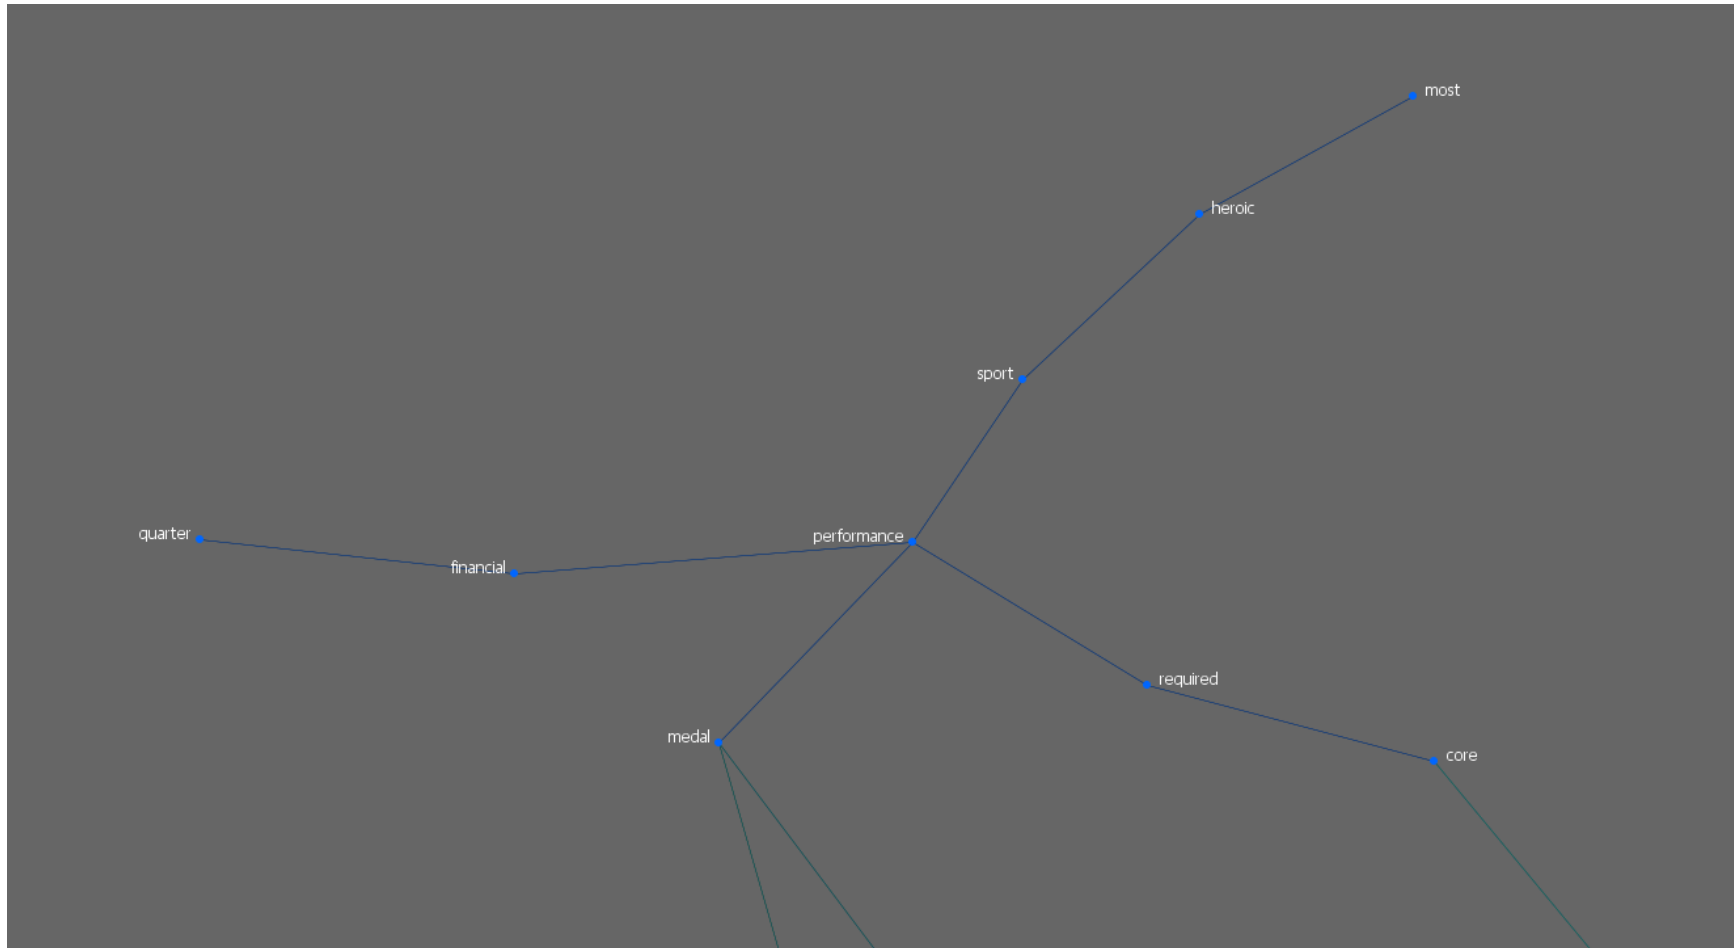 most
heroic
sport
quarter
performance
financial
required
medal
core